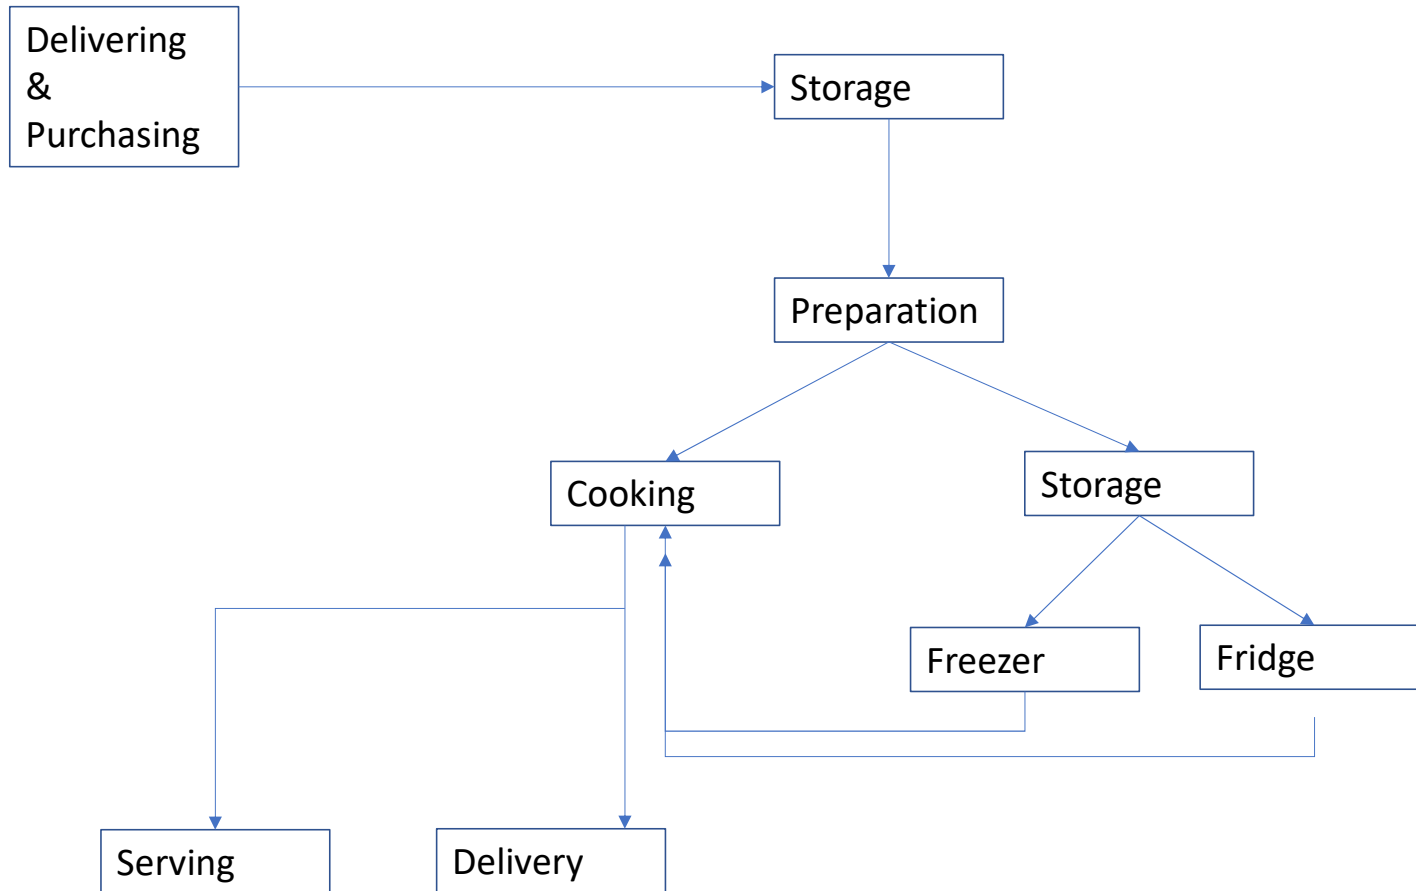 Delivering
&
Purchasing
Storage
Preparation
Cooking
Storage
Freezer
Fridge
Serving
Delivery